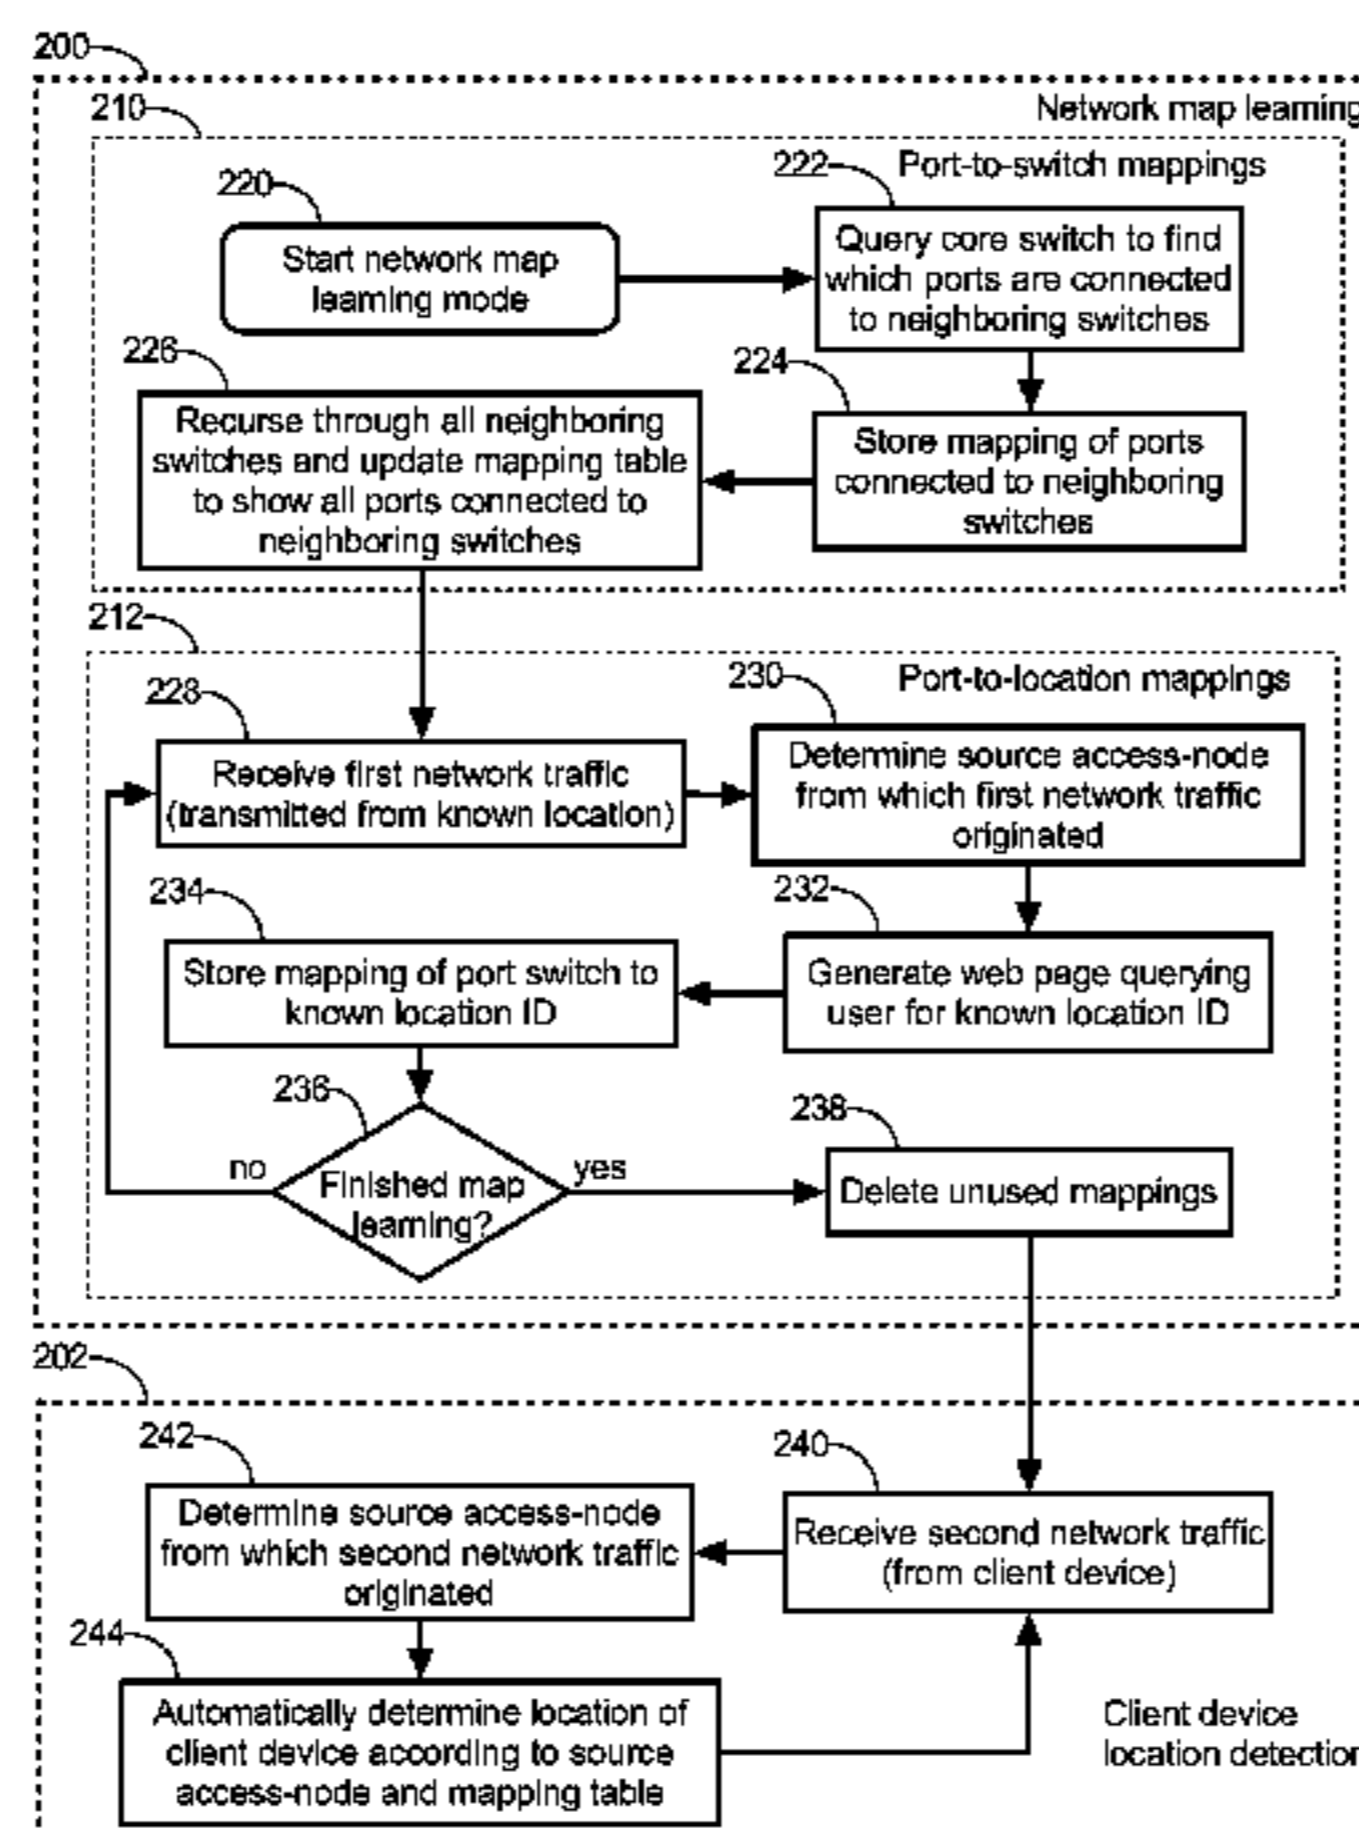 200
210
Network map learning
220
222
Port-to-switch mappings
Start network map
learning mode
Query core switch to find
which ports are connected
to neighboring switches
226
224
Recurse through all neighboring
switches and update mapping table
to show all ports connected to
neighboring switches
Store mapping of ports
connected to neighboring
switches
212
228
230
Port-to-location mappings
Receive first network traffic
(transmitted from known location)
Determine source access-node
from which first network traffic
originated
234
232
Store mapping of port switch to
known location ID
Generate web page querying
user for known location ID
236
238
no
Finished map
learning?
yes
Delete unused mappings
202
242
240
Determine source access-node
from which second network traffic
originated
Receive second network traffic
(from client device)
244
Automatically determine location of
client device according to source
access-node and mapping table
Client device
location detection